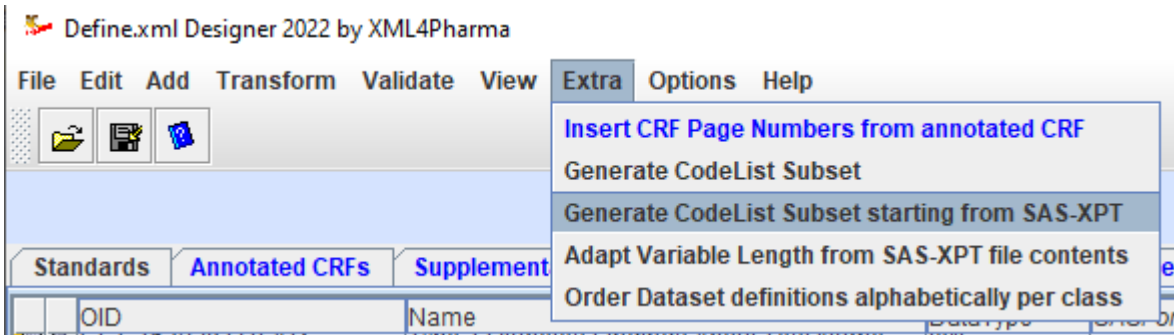 Define.xml Designer 2022 by XML4Pharma
File Edit Add Transform Validate View Extra Options Help
Insert CRF Page Numbers from annotated CRF
Generate CodeList Subset
Generate CodeList Subset starting from SAS-XPT
Adapt Variable Length from SAS-XPT file contents
Order Dataset definitions alphabetically per class
Standards Annotated CRFs Supplement
OID Name DataType